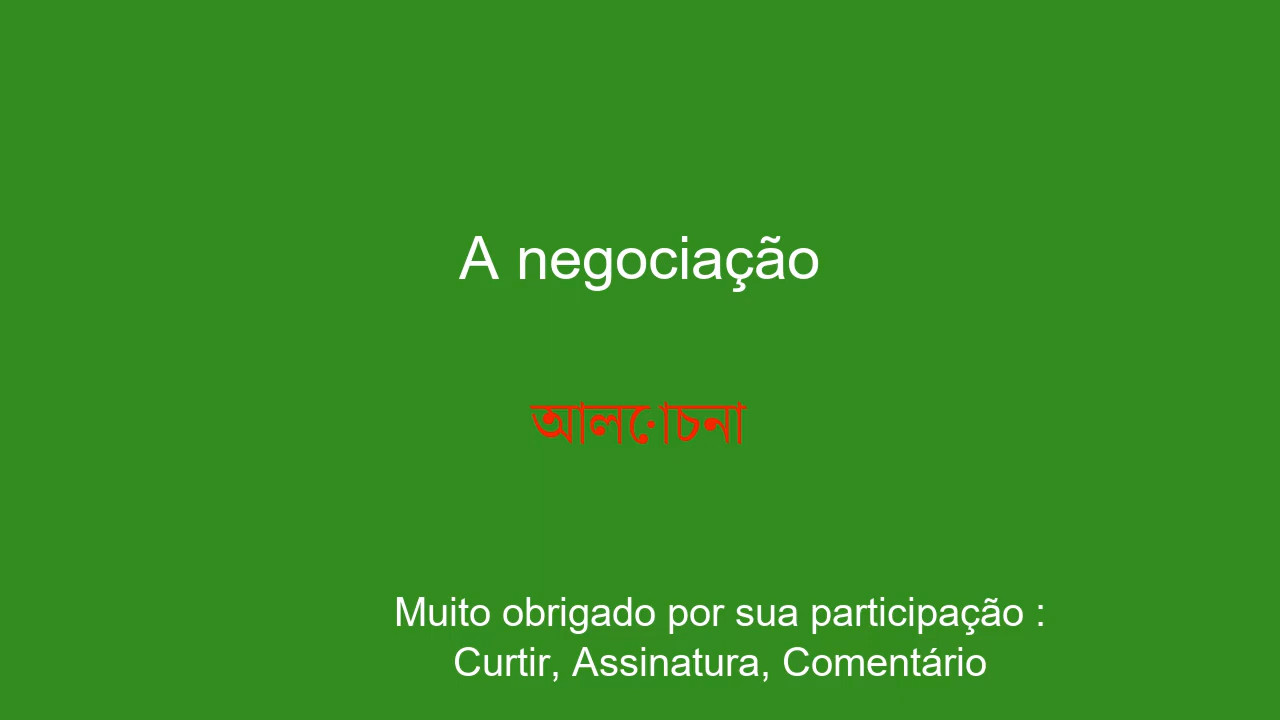 A negociação
আলোচনা
Muito obrigado por sua participação :
Curtir, Assinatura, Comentário